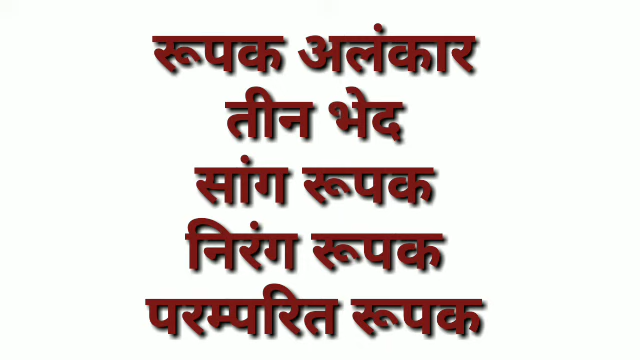 रूपक अलंकार
तीन भेद
सांग रूपक
निरंग रूपक
परम्परित रूपक